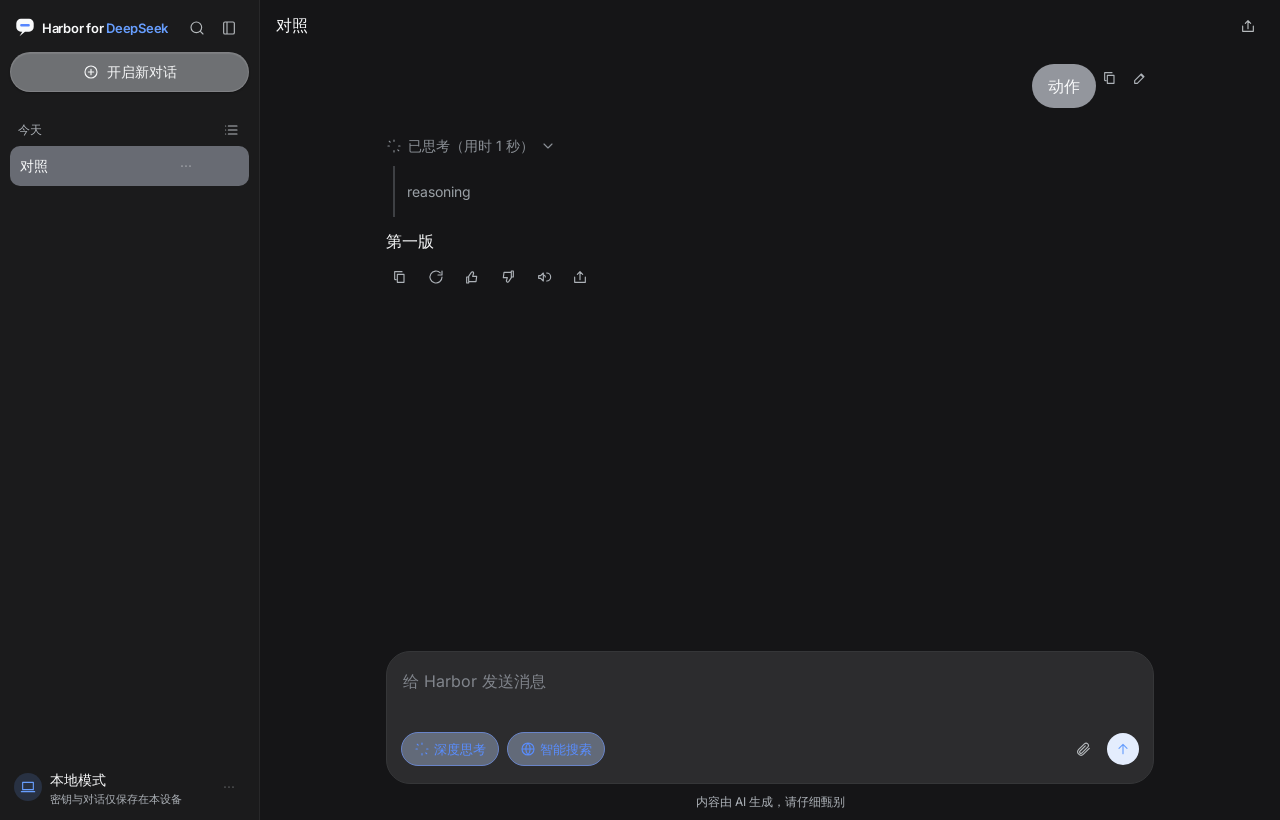 Harbor for DeepSeek
开启新对话
今天
对照
本地模式
密钥与对话仅保存在本设备
对照
动作
已思考（用时 1 秒）
reasoning
第一版
给 Harbor 发送消息
深度思考
智能搜索
内容由 AI 生成，请仔细甄别